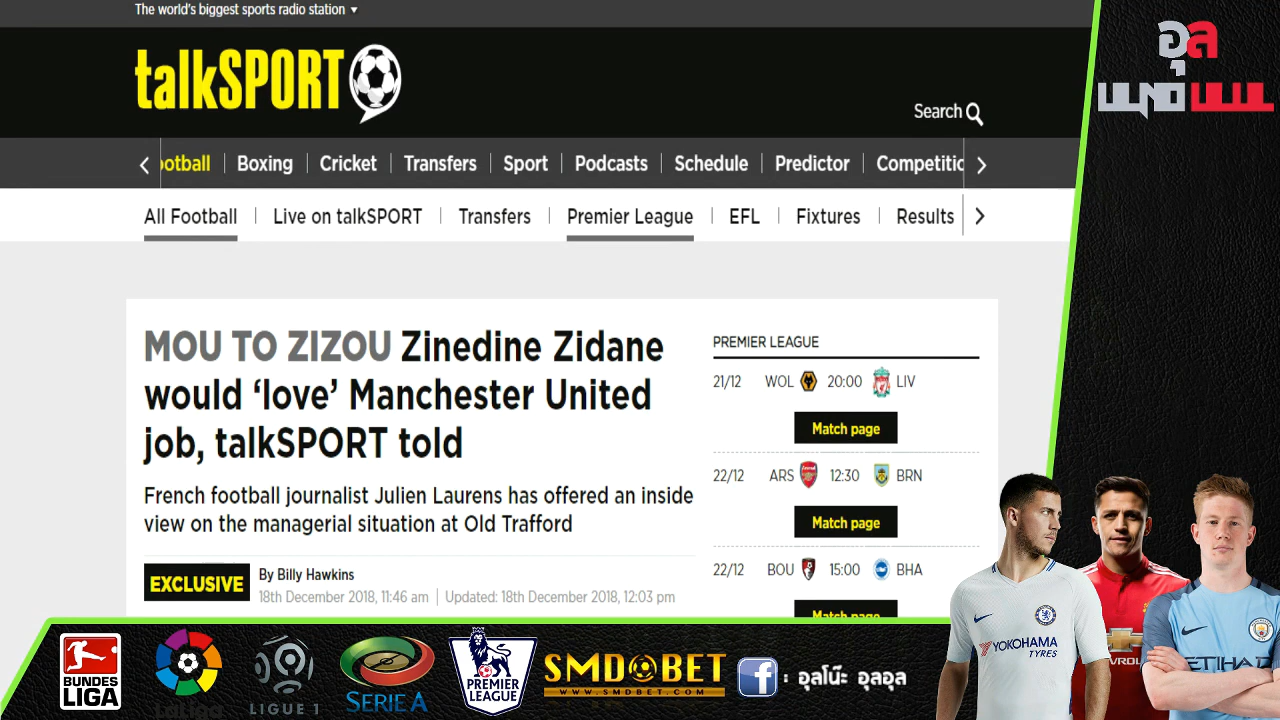 The world's biggest sports radio station
talkSPORT
Search
ootball
Boxing
Cricket
Transfers
Sport
Podcasts
Schedule
Predictor
Competitic
All Football
Live on talkSPORT
Transfers
Premier League
EFL
Fixtures
Results
MOU TO ZIZOU Zinedine Zidane
would ‘love’ Manchester United
job, talkSPORT told
French football journalist Julien Laurens has offered an inside
view on the managerial situation at Old Trafford
EXCLUSIVE
By Billy Hawkins
18th December 2018, 11:46 am
Updated: 18th December 2018, 12:03 pm
PREMIER LEAGUE
21/12 WOL 20:00 LIV
Match page
22/12 ARS 12:30 BRN
Match page
22/12 BOU 15:00 BHA
Match page
BUNDES
LIGA
LIGUE 1
SERIE A
PREMIER
LEAGUE
SMDBET
WWW.SMDBET.COM
: อุลโน๊ะ อุลอุล
YOKOHAMA
TYRES
ETIHAD